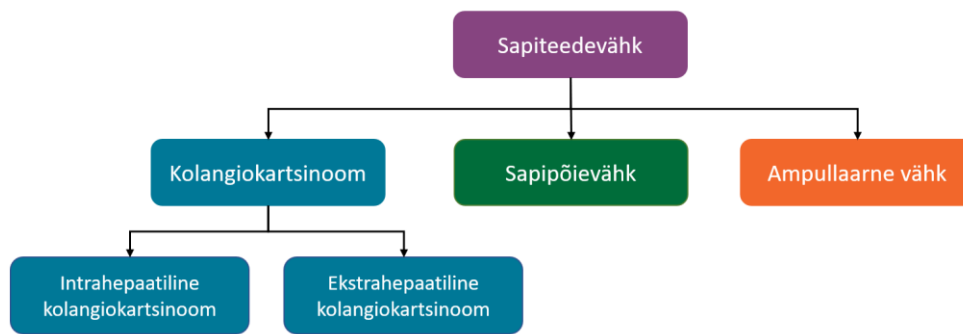 Sapiteedevähk
Kolangiokartsinoom
Sapipõievähk
Ampullaarne vähk
Intrahepaatiline
kolangiokartsinoom
Ekstrahepaatiline
kolangiokartsinoom